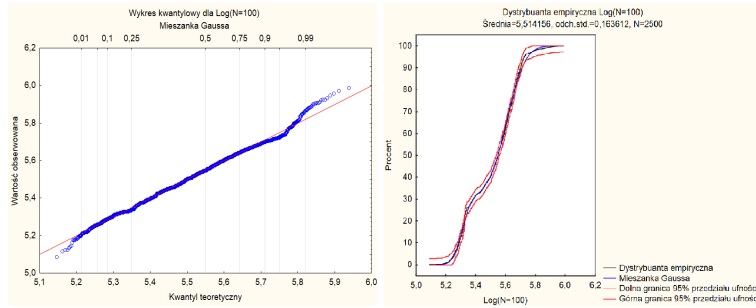 Wykres kwantylowy dla Log(N=100)
Mieszanka Gaussa
0,01 0,1 0,25 0,5 0,75 0,9 0,99
6,0
5,8
5,6
5,4
5,2
5,0
Wartość obserwowana
5,1 5,2 5,3 5,4 5,5 5,6 5,7 5,8 5,9 6,0
Kwantyl teoretyczny
Dystrybuanta empiryczna Log(N=100)
Średnia=5,514156, odch.std.=0,163612, N=2500
100
90
80
70
60
50
40
30
20
10
0
Procent
5,0 5,2 5,4 5,6 5,8 6,0 6,2
Log(N=100)
Dystrybuanta empiryczna
Mieszanka Gaussa
Dolna granica 95% przedziału ufności
Górna granica 95% przedziału ufności